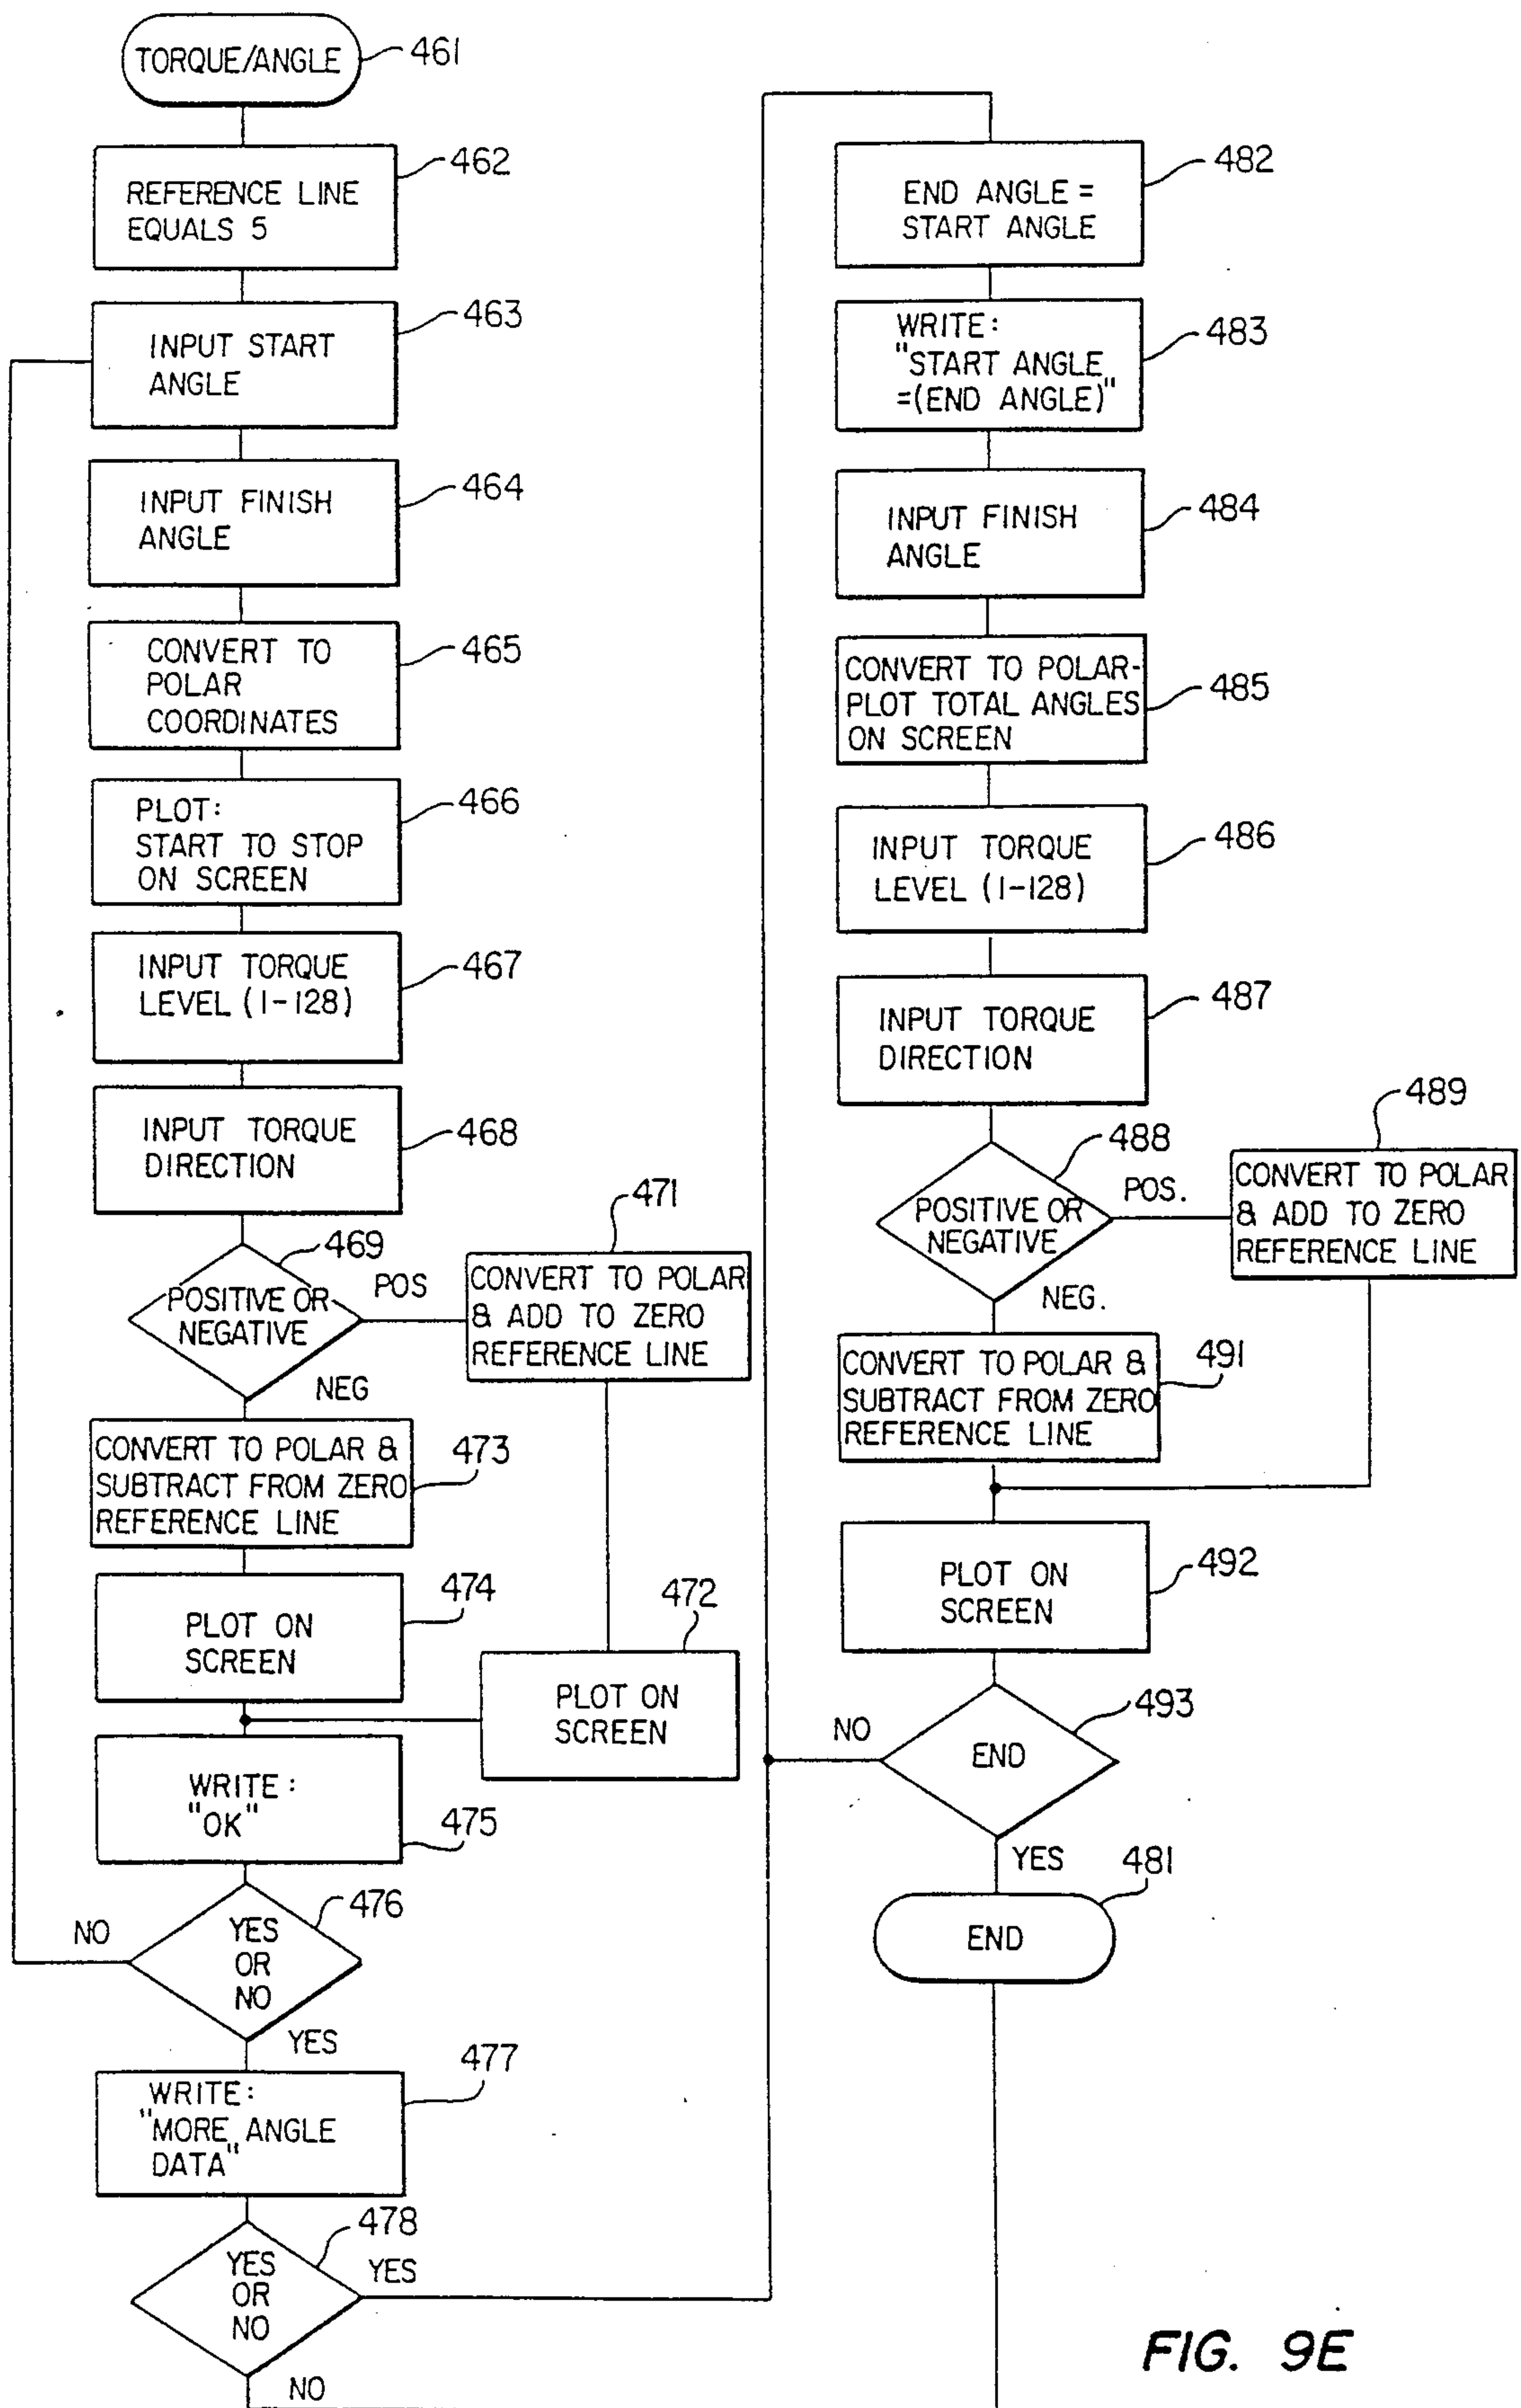 TORQUE/ANGLE
461
REFERENCE LINE
EQUALS 5
462
INPUT START
ANGLE
463
INPUT FINISH
ANGLE
464
CONVERT TO
POLAR
COORDINATES
465
PLOT:
START TO STOP
ON SCREEN
466
INPUT TORQUE
LEVEL (1-128)
467
INPUT TORQUE
DIRECTION
468
POSITIVE OR
NEGATIVE
469
POS
NEG
CONVERT TO POLAR
& ADD TO ZERO
REFERENCE LINE
471
CONVERT TO POLAR &
SUBTRACT FROM ZERO
REFERENCE LINE
473
PLOT ON
SCREEN
474
PLOT ON
SCREEN
472
WRITE:
"OK"
475
YES
OR
NO
476
NO
YES
WRITE:
"MORE ANGLE
DATA"
477
YES
OR
NO
478
YES
NO
END ANGLE =
START ANGLE
482
WRITE:
"START ANGLE
=(END ANGLE)"
483
INPUT FINISH
ANGLE
484
CONVERT TO POLAR-
PLOT TOTAL ANGLES
ON SCREEN
485
INPUT TORQUE
LEVEL (1-128)
486
INPUT TORQUE
DIRECTION
487
POSITIVE OR
NEGATIVE
488
POS.
NEG.
CONVERT TO POLAR
& ADD TO ZERO
REFERENCE LINE
489
CONVERT TO POLAR &
SUBTRACT FROM ZERO
REFERENCE LINE
491
PLOT ON
SCREEN
492
END
493
NO
YES
END
481
FIG. 9E